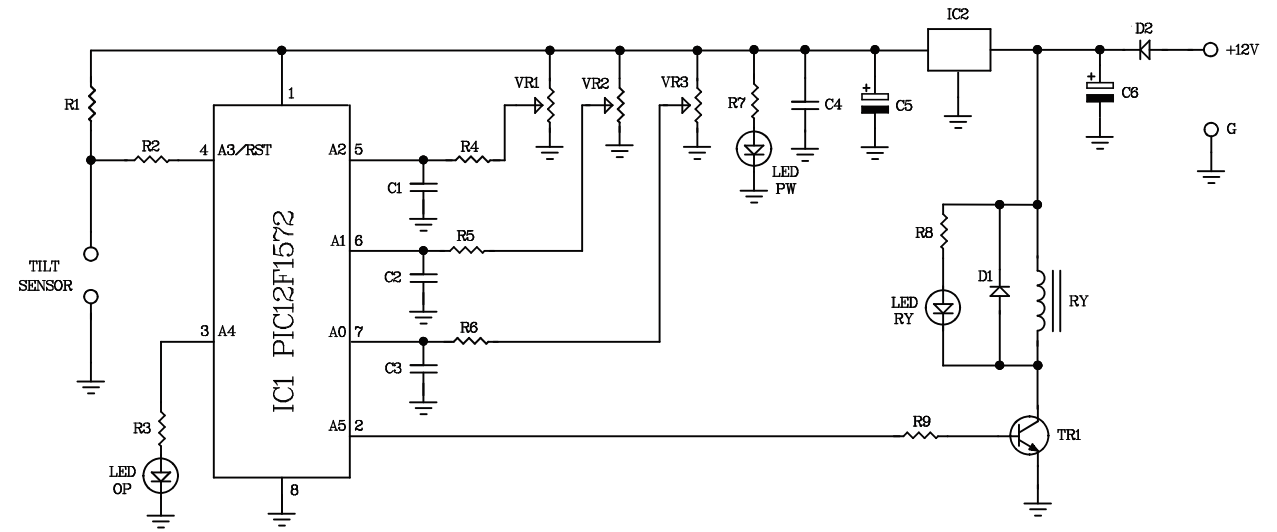 IC2
D2
+12V
R1
1
VR1
VR2
VR3
R7
C4
+
C5
+
C6
G
R2
4
A3/RST
A2
5
R4
C1
LED
PW
IC1 PIC12F1572
A1
6
R5
C2
R8
D1
TILT
SENSOR
LED
RY
RY
3
A4
A0
7
R6
C3
R3
A5
2
R9
TR1
LED
OP
8